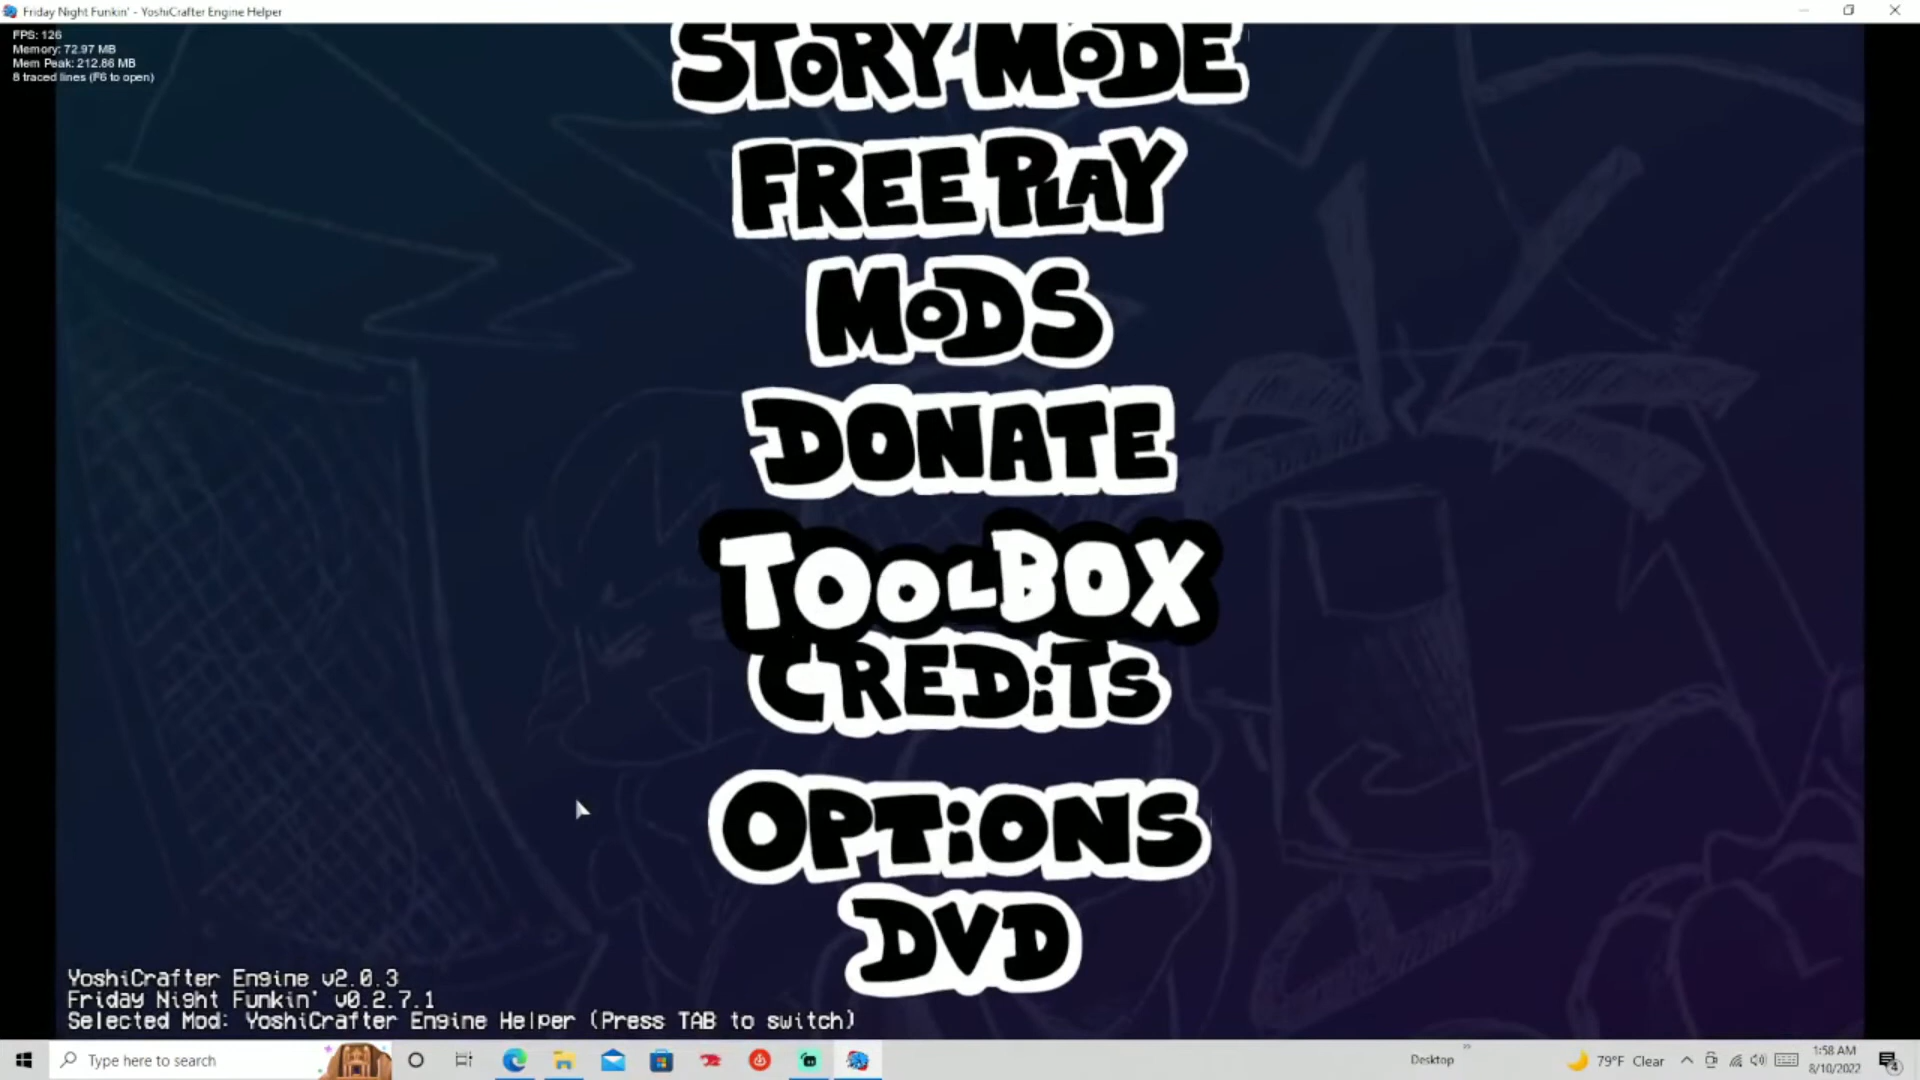 Friday Night Funkin' - YoshiCrafter Engine Helper
FPS: 126
Memory: 72.97 MB
Mem Peak: 212.86 MB
8 traced lines (F6 to open)
STORY MODE
FREEPLAY
MODS
DONATE
TOOLBOX
CREDiTS
OPTiONS
DVD
YoshiCrafter Engine v2.0.3
Friday Night Funkin' v0.2.7.1
Selected Mod: YoshiCrafter Engine Helper (Press TAB to switch)
Type here to search
Desktop
79°F Clear
1:58 AM
8/10/2022
4